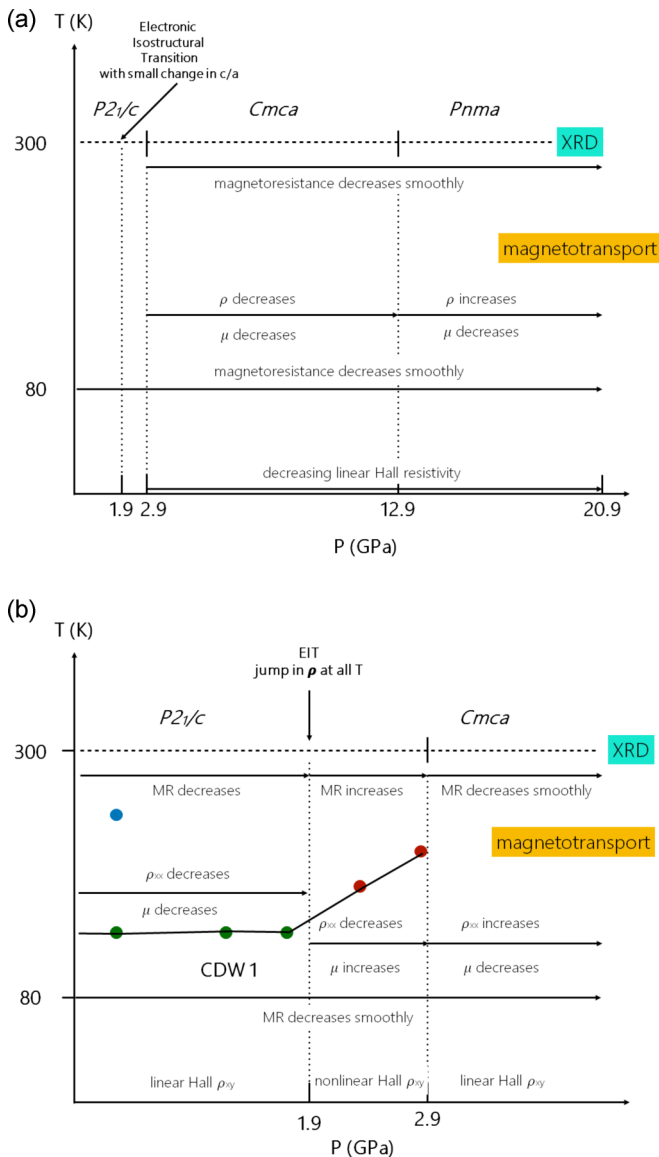 (a)
T (K)
Electronic
Isostructural
Transition
with small change in c/a
P2₁/c
Cmca
Pnma
300
XRD
magnetoresistance decreases smoothly
magnetotransport
ρ decreases
ρ increases
μ decreases
μ decreases
magnetoresistance decreases smoothly
80
decreasing linear Hall resistivity
1.9
2.9
12.9
20.9
P (GPa)
(b)
T (K)
EIT
jump in ρ at all T
P2₁/c
Cmca
300
XRD
MR decreases
MR increases
MR decreases smoothly
magnetotransport
ρxx decreases
μ decreases
ρxx decreases
ρxx increases
CDW1
μ increases
μ decreases
80
MR decreases smoothly
linear Hall ρxy
nonlinear Hall ρxy
linear Hall ρxy
1.9
2.9
P (GPa)